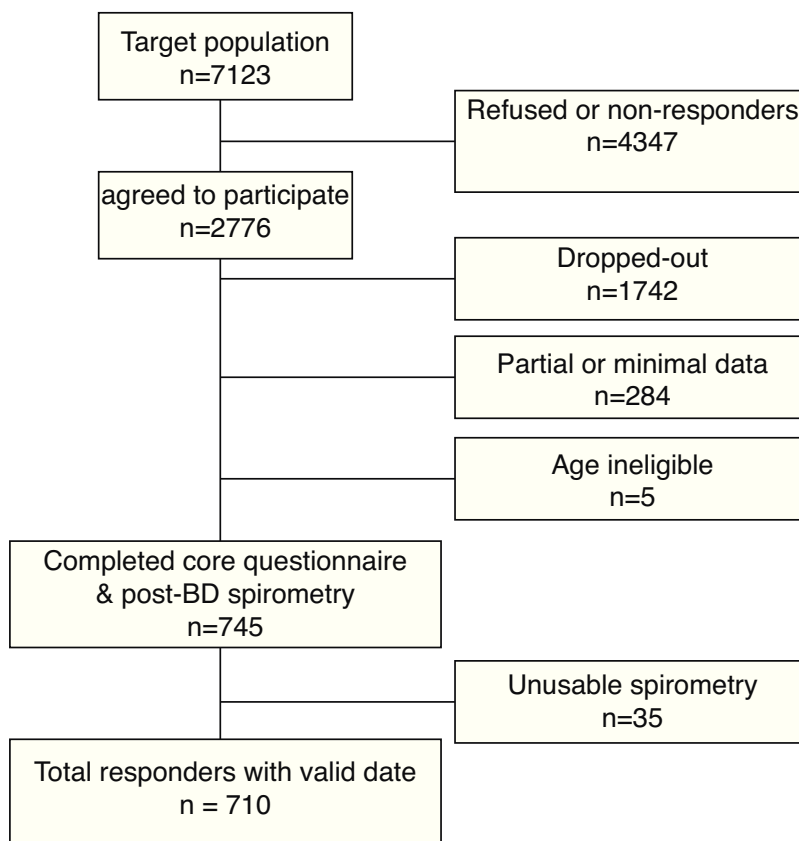 Target population
n=7123
Refused or non-responders
n=4347
agreed to participate
n=2776
Dropped-out
n=1742
Partial or minimal data
n=284
Age ineligible
n=5
Completed core questionnaire
& post-BD spirometry
n=745
Unusable spirometry
n=35
Total responders with valid date
n = 710